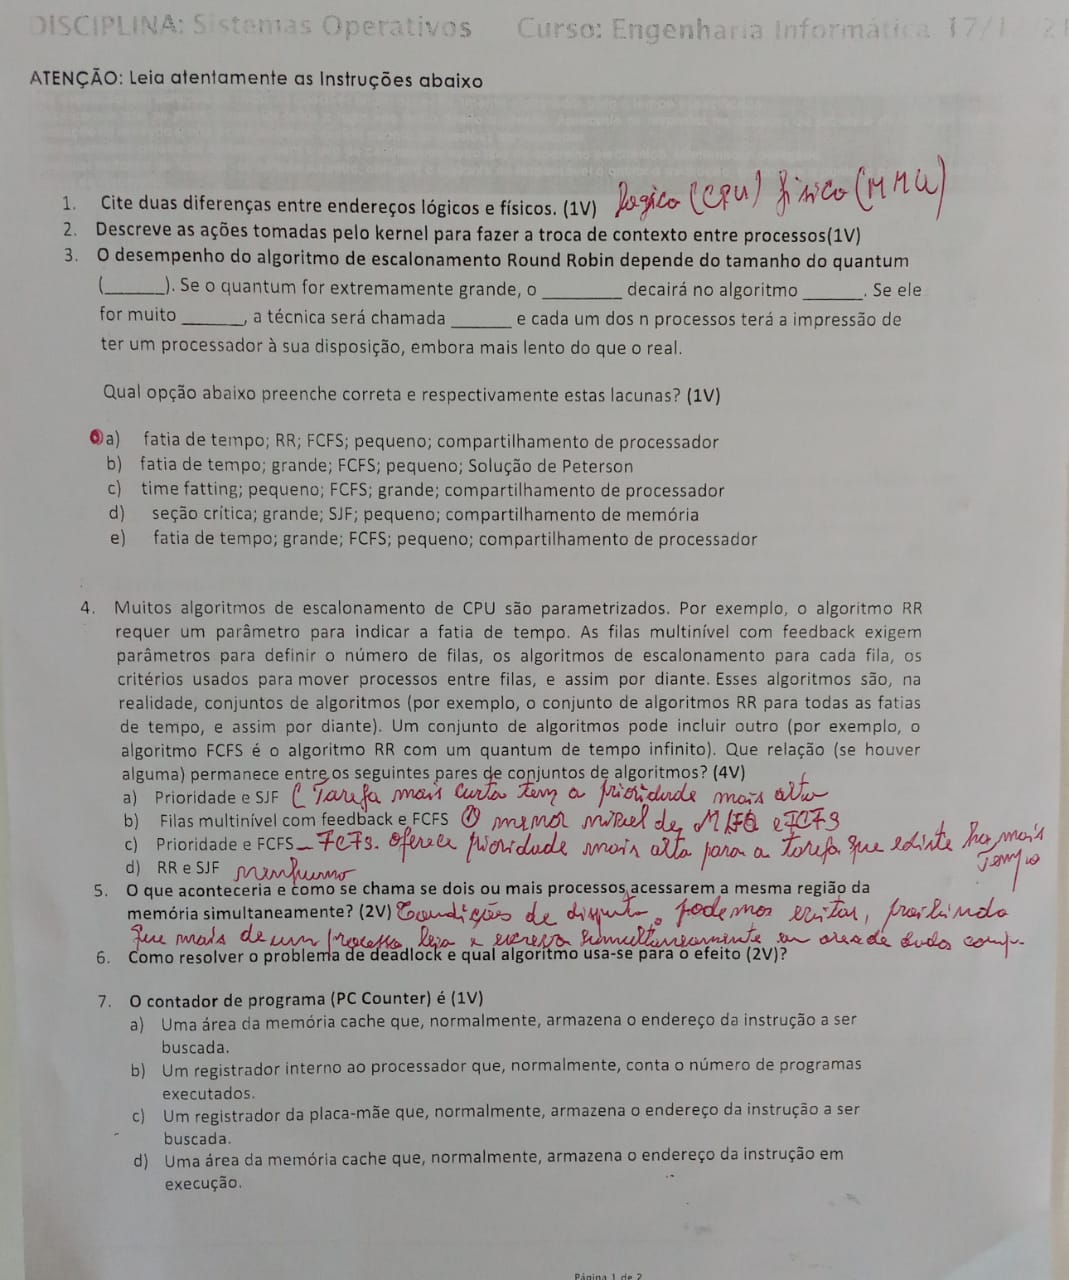 DISCIPLINA: Sistemas Operativos Curso: Engenharia Informática 17/1
ATENÇÃO: Leia atentamente as Instruções abaixo
1. Cite duas diferenças entre endereços lógicos e físicos. (1V) Logico (CPU) fisico (MMU)
2. Descreve as ações tomadas pelo kernel para fazer a troca de contexto entre processos(1V)
3. O desempenho do algoritmo de escalonamento Round Robin depende do tamanho do quantum
(______). Se o quantum for extremamente grande, o ________ decairá no algoritmo ______. Se ele
for muito ______, a técnica será chamada ______ e cada um dos n processos terá a impressão de
ter um processador à sua disposição, embora mais lento do que o real.
Qual opção abaixo preenche correta e respectivamente estas lacunas? (1V)
a) fatia de tempo; RR; FCFS; pequeno; compartilhamento de processador
b) fatia de tempo; grande; FCFS; pequeno; Solução de Peterson
c) time fatting; pequeno; FCFS; grande; compartilhamento de processador
d) seção crítica; grande; SJF; pequeno; compartilhamento de memória
e) fatia de tempo; grande; FCFS; pequeno; compartilhamento de processador
4. Muitos algoritmos de escalonamento de CPU são parametrizados. Por exemplo, o algoritmo RR
requer um parâmetro para indicar a fatia de tempo. As filas multinível com feedback exigem
parâmetros para definir o número de filas, os algoritmos de escalonamento para cada fila, os
critérios usados para mover processos entre filas, e assim por diante. Esses algoritmos são, na
realidade, conjuntos de algoritmos (por exemplo, o conjunto de algoritmos RR para todas as fatias
de tempo, e assim por diante). Um conjunto de algoritmos pode incluir outro (por exemplo, o
algoritmo FCFS é o algoritmo RR com um quantum de tempo infinito). Que relação (se houver
alguma) permanece entre os seguintes pares de conjuntos de algoritmos? (4V)
a) Prioridade e SJF ( Tarefa mais curta tem a prioridade mais alta
b) Filas multinível com feedback e FCFS O menor nivel de MLFQ e FCFS
c) Prioridade e FCFS_ FCFS. oferece prioridade mais alta para a tarefa que existe ha mais
tempo
d) RR e SJF nenhumo
5. O que aconteceria e como se chama se dois ou mais processos acessarem a mesma região da
memória simultaneamente? (2V) Condições de disputa. podemos evitar, proibindo
que mais de um processo leia e escreva simultaneamente
6. Como resolver o problema de deadlock e qual algoritmo usa-se para o efeito (2V)?
7. O contador de programa (PC Counter) é (1V)
a) Uma área da memória cache que, normalmente, armazena o endereço da instrução a ser
buscada.
b) Um registrador interno ao processador que, normalmente, conta o número de programas
executados.
c) Um registrador da placa-mãe que, normalmente, armazena o endereço da instrução a ser
buscada.
d) Uma área da memória cache que, normalmente, armazena o endereço da instrução em
execução.
Página 1 de 2